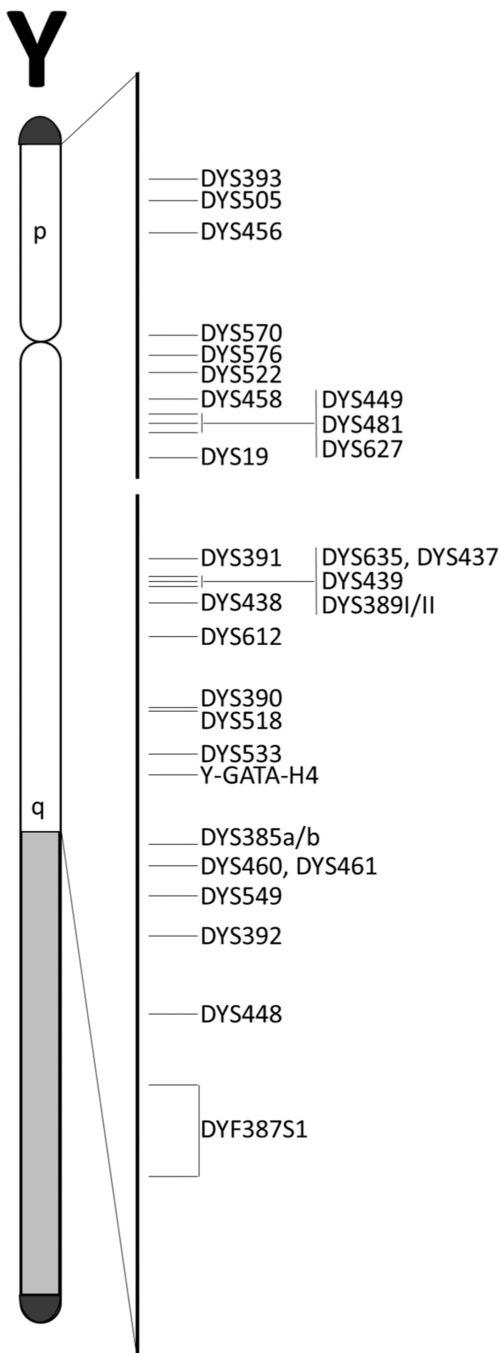 Y
p
q
DYS393
DYS505
DYS456
DYS570
DYS576
DYS522
DYS458
DYS449
DYS481
DYS627
DYS19
DYS391
DYS635, DYS437
DYS439
DYS389I/II
DYS438
DYS612
DYS390
DYS518
DYS533
Y-GATA-H4
DYS385a/b
DYS460, DYS461
DYS549
DYS392
DYS448
DYF387S1